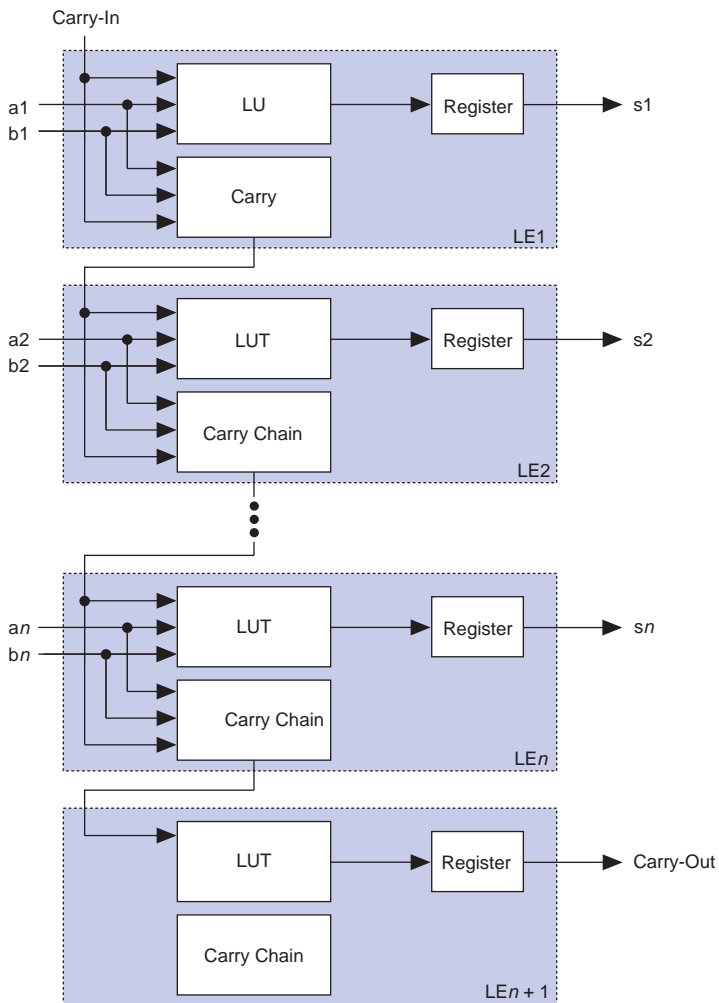 Carry-In
a1
b1
LU
Register
s1
Carry
LE1
a2
b2
LUT
Register
s2
Carry Chain
LE2
an
bn
LUT
Register
sn
Carry Chain
LEn
LUT
Register
Carry-Out
Carry Chain
LEn + 1